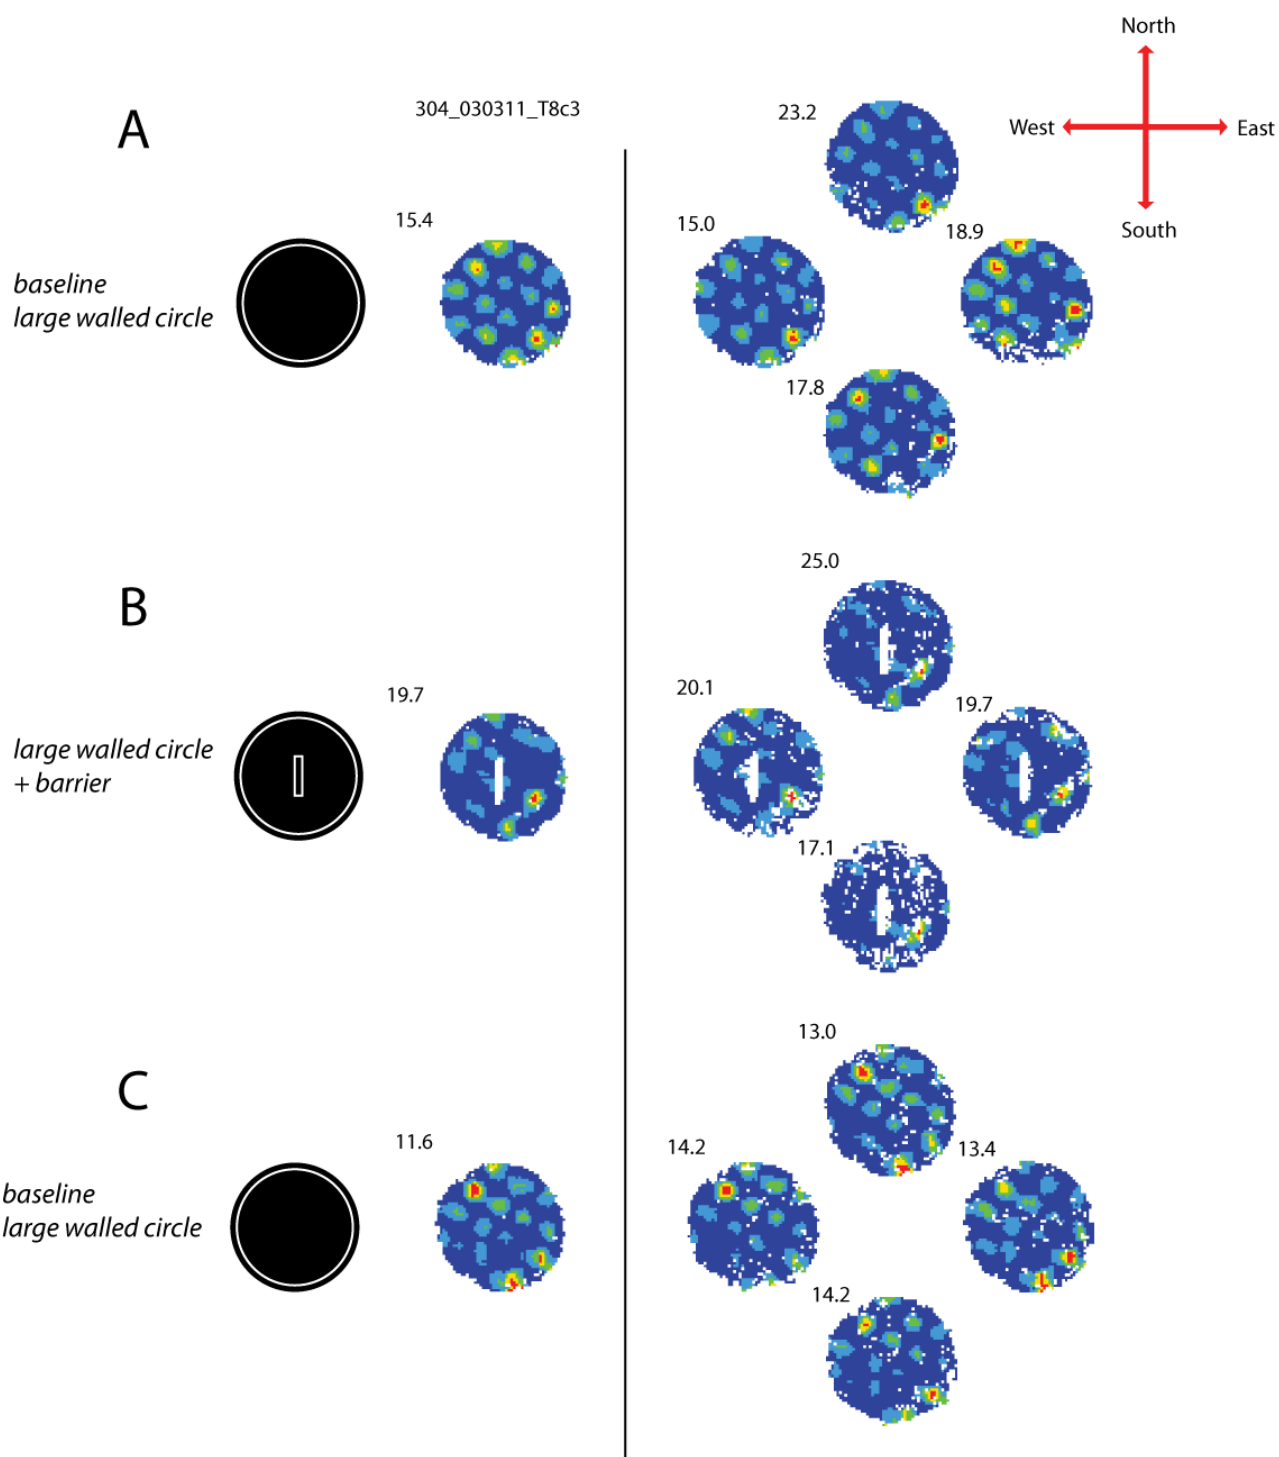 North
A
304_030311_T8c3
23.2
West
East
15.4
15.0
18.9
South
baseline
large walled circle
17.8
25.0
B
19.7
20.1
19.7
large walled circle
+ barrier
17.1
13.0
C
11.6
14.2
13.4
baseline
large walled circle
14.2